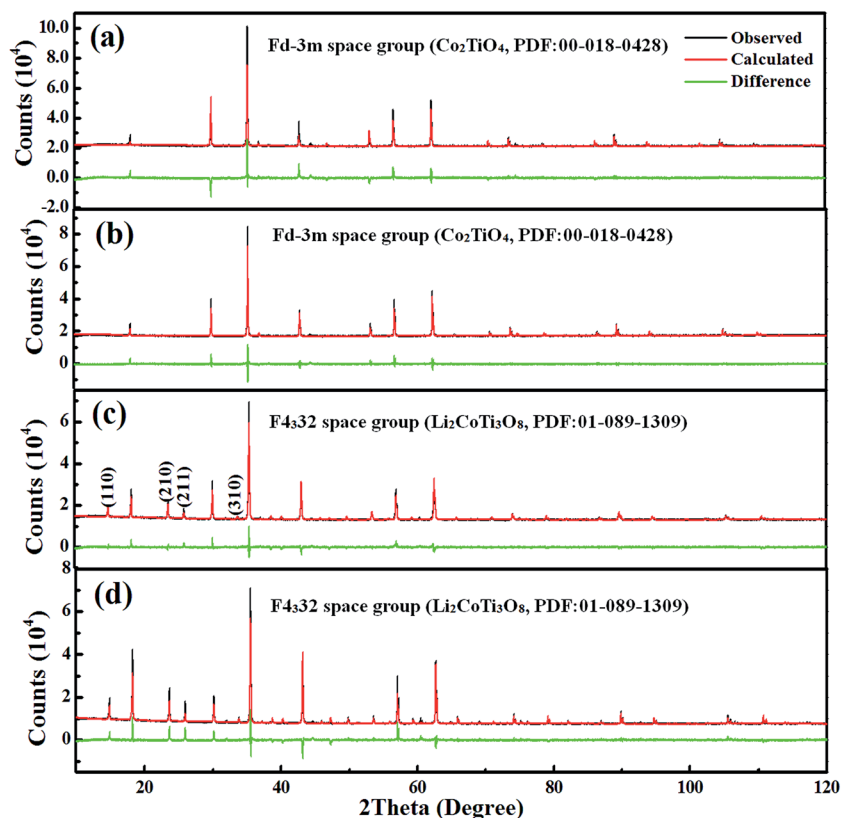 (a)
Fd-3m space group (Co₂TiO₄, PDF:00-018-0428)
Observed
Calculated
Difference
Counts (10⁴)
10.0
8.0
6.0
4.0
2.0
0.0
-2.0
(b)
Fd-3m space group (Co₂TiO₄, PDF:00-018-0428)
Counts (10⁴)
8
6
4
2
0
(c)
F4₃32 space group (Li₂CoTi₃O₈, PDF:01-089-1309)
Counts (10⁴)
6
4
2
0
(110)
(210)
(211)
(310)
(d)
F4₃32 space group (Li₂CoTi₃O₈, PDF:01-089-1309)
Counts (10⁴)
8
6
4
2
0
20
40
60
80
100
120
2Theta (Degree)